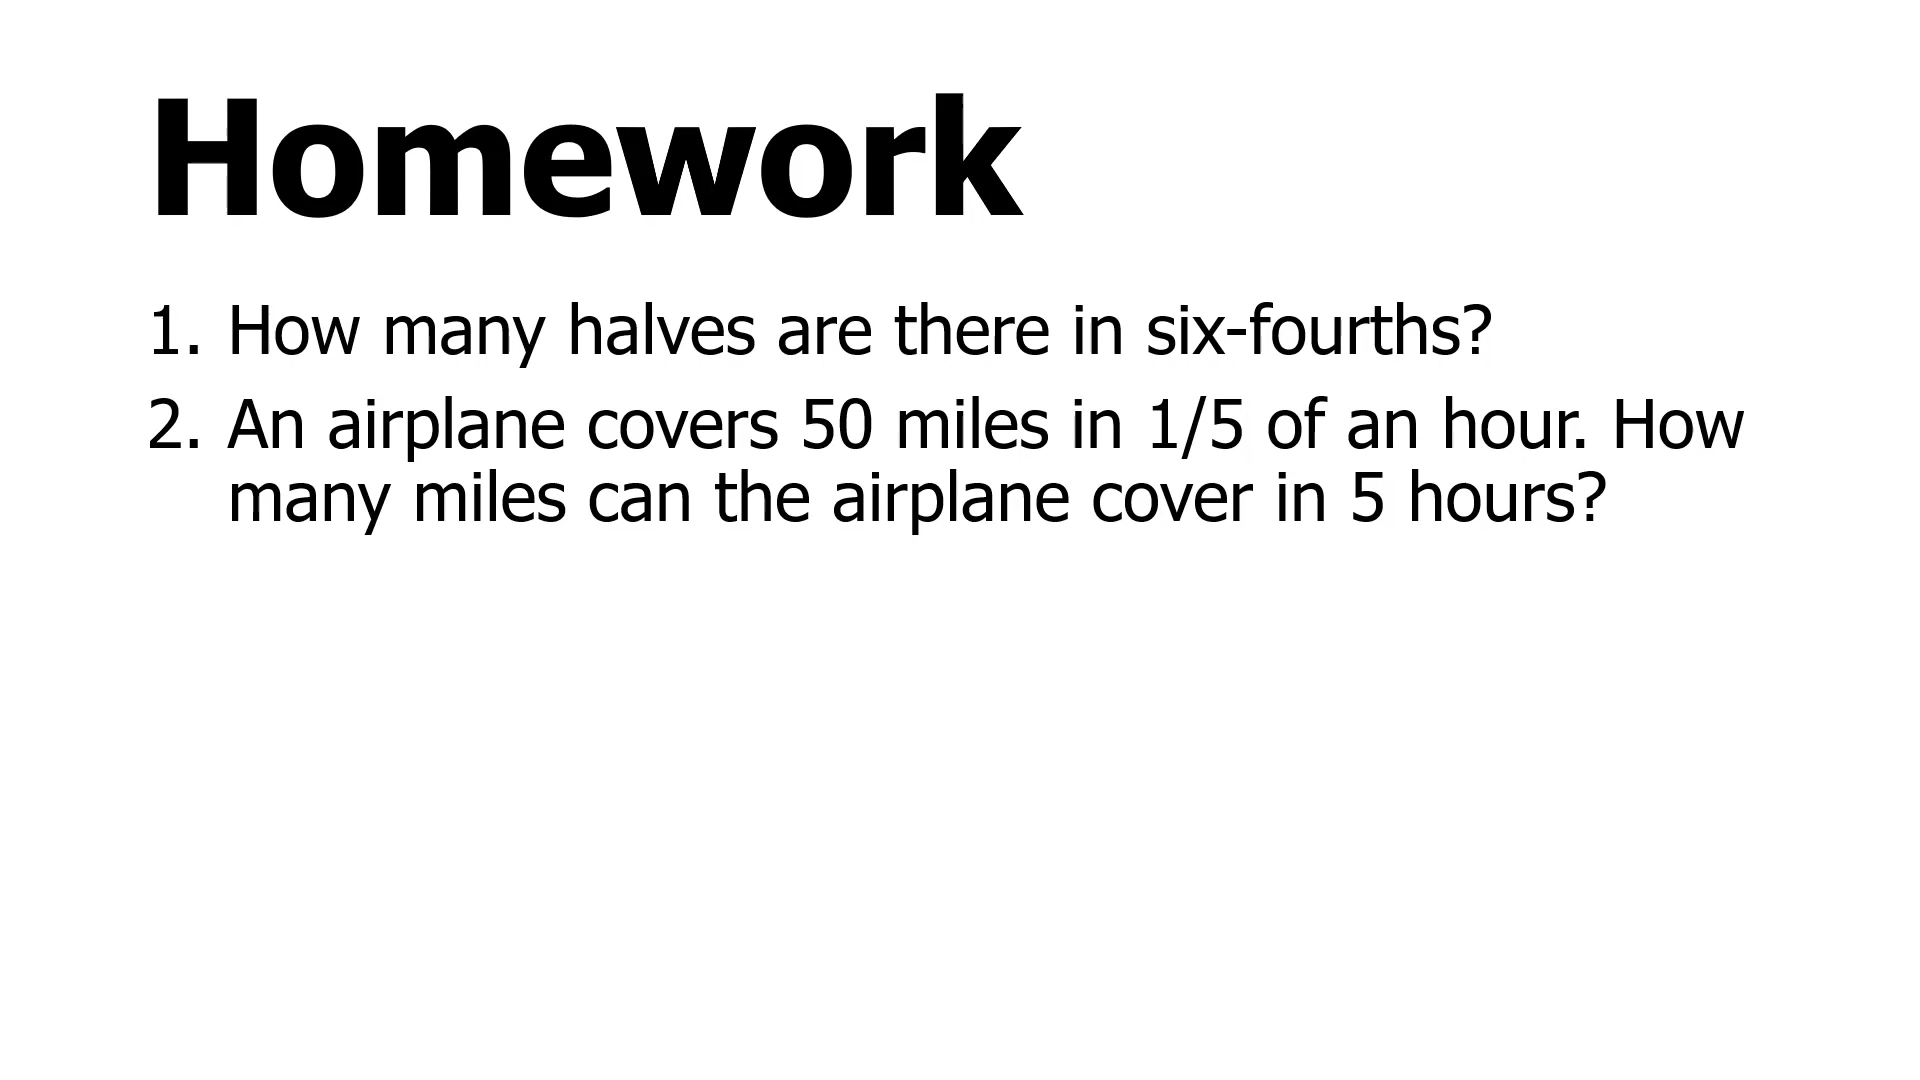 Homework
1. How many halves are there in six-fourths?
2. An airplane covers 50 miles in 1/5 of an hour. How
many miles can the airplane cover in 5 hours?